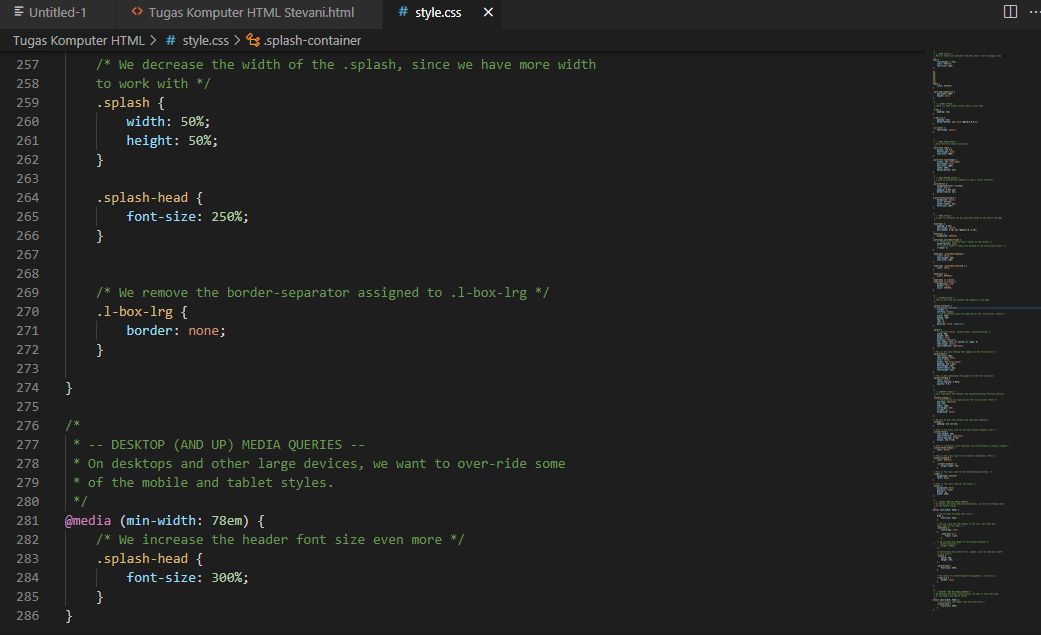 Untitled-1
<> Tugas Komputer HTML Stevani.html
# style.css ✕
...
Tugas Komputer HTML > # style.css > .splash-container
257 /* We decrease the width of the .splash, since we have more width
258 to work with */
259 .splash {
260 width: 50%;
261 height: 50%;
262 }
263
264 .splash-head {
265 font-size: 250%;
266 }
267
268
269 /* We remove the border-separator assigned to .l-box-lrg */
270 .l-box-lrg {
271 border: none;
272 }
273
274 }
275
276 /*
277 * -- DESKTOP (AND UP) MEDIA QUERIES --
278 * On desktops and other large devices, we want to over-ride some
279 * of the mobile and tablet styles.
280 */
281 @media (min-width: 78em) {
282 /* We increase the header font size even more */
283 .splash-head {
284 font-size: 300%;
285 }
286 }